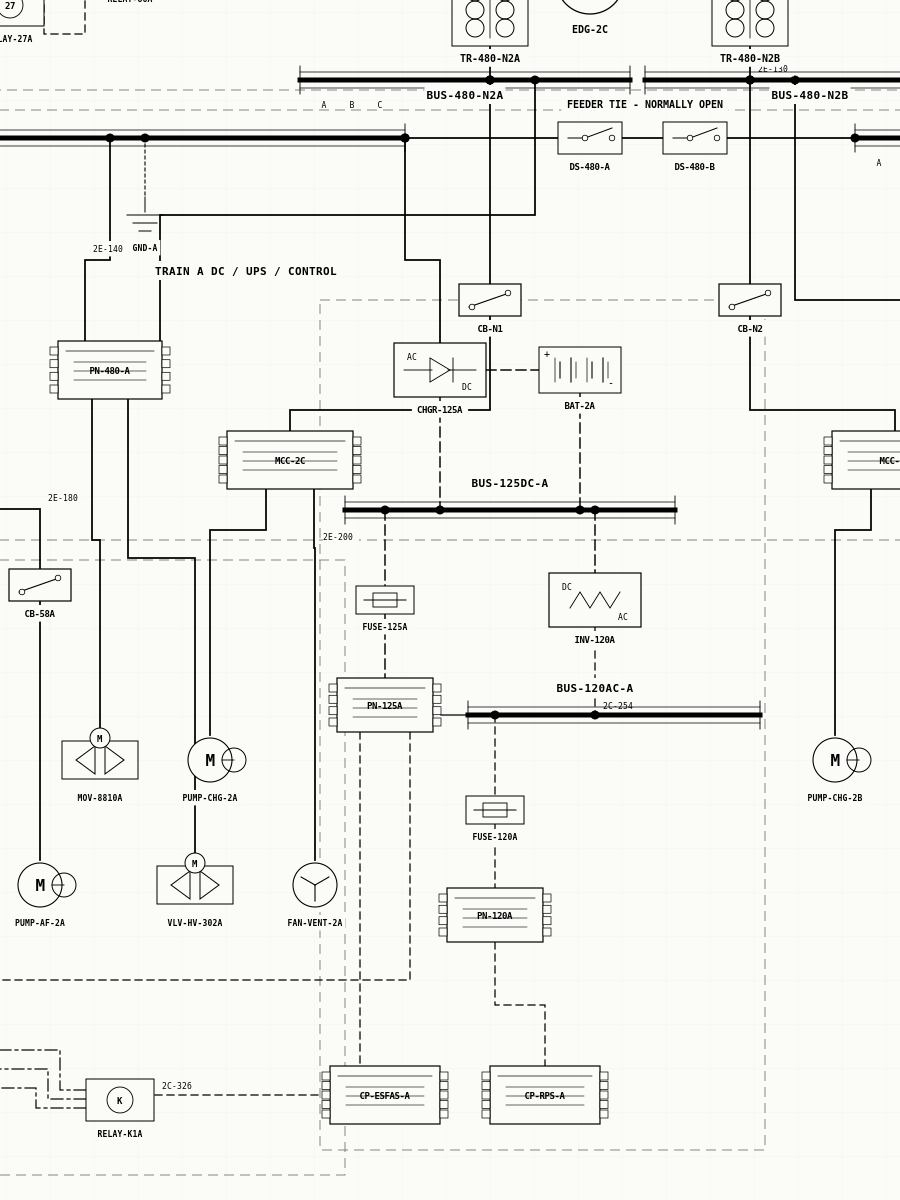 27
EDG-2C
TR-480-N2A
TR-480-N2B
BUS-480-N2A
BUS-480-N2B
A B C
FEEDER TIE - NORMALLY OPEN
DS-480-A
DS-480-B
A
2E-140
GND-A
TRAIN A DC / UPS / CONTROL
CB-N1
CB-N2
PN-480-A
AC
DC
CHGR-125A
+
-
BAT-2A
MCC-2C
BUS-125DC-A
2E-180
2E-200
CB-58A
FUSE-125A
DC
AC
INV-120A
PN-125A
BUS-120AC-A
2C-254
M
MOV-8810A
M
PUMP-CHG-2A
M
PUMP-CHG-2B
FUSE-120A
M
PUMP-AF-2A
M
VLV-HV-302A
FAN-VENT-2A
PN-120A
K
RELAY-K1A
2C-326
CP-ESFAS-A
CP-RPS-A